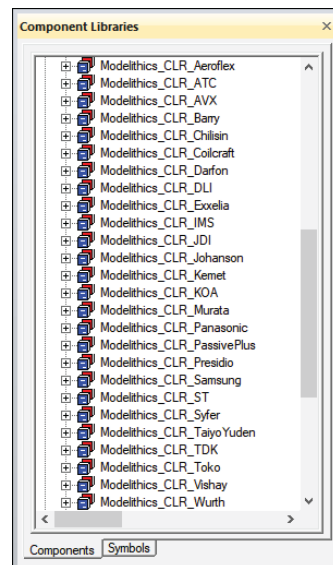 Component Libraries
Modelithics_CLR_Aeroflex
Modelithics_CLR_ATC
Modelithics_CLR_AVX
Modelithics_CLR_Barry
Modelithics_CLR_Chilisin
Modelithics_CLR_Coilcraft
Modelithics_CLR_Darfon
Modelithics_CLR_DLI
Modelithics_CLR_Exxelia
Modelithics_CLR_IMS
Modelithics_CLR_JDI
Modelithics_CLR_Johanson
Modelithics_CLR_Kemet
Modelithics_CLR_KOA
Modelithics_CLR_Murata
Modelithics_CLR_Panasonic
Modelithics_CLR_PassivePlus
Modelithics_CLR_Presidio
Modelithics_CLR_Samsung
Modelithics_CLR_ST
Modelithics_CLR_Syfer
Modelithics_CLR_TaiyoYuden
Modelithics_CLR_TDK
Modelithics_CLR_Toko
Modelithics_CLR_Vishay
Modelithics_CLR_Wurth
Components Symbols